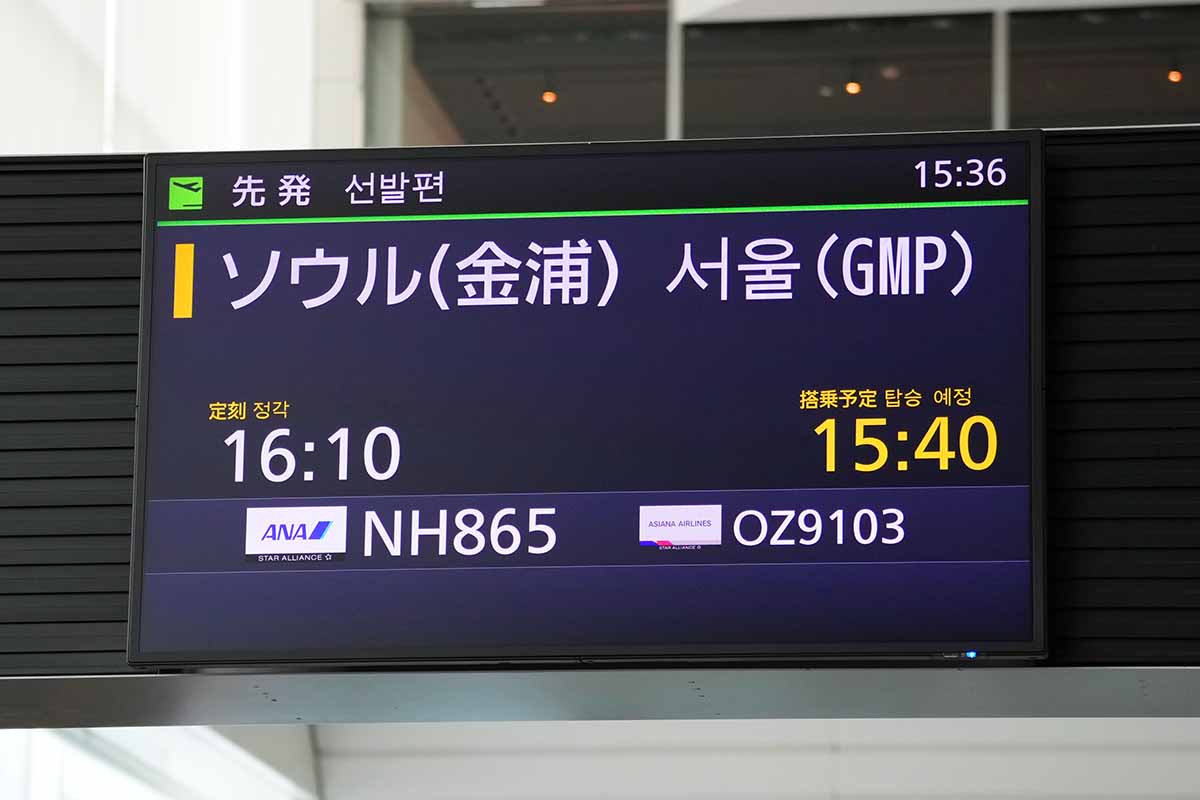 先 発 선발편 15:36
ソウル(金浦) 서울(GMP)
定刻 정각 搭乗予定 탑승 예정
16:10 15:40
ANA NH865 ASIANA AIRLINES OZ9103
STAR ALLIANCE STAR ALLIANCE